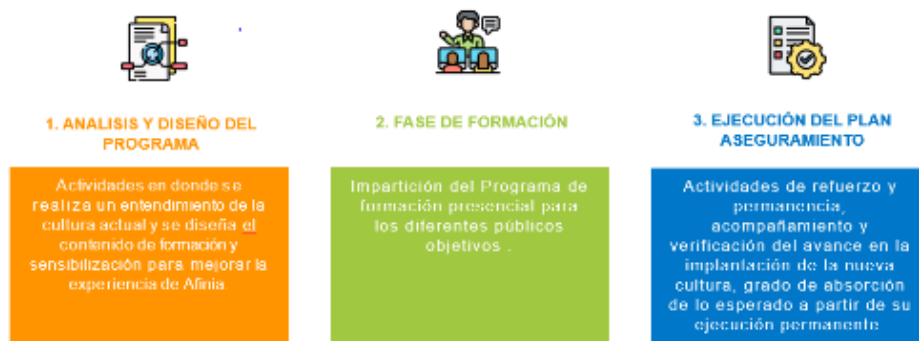 1. ANALISIS Y DISEÑO DEL
PROGRAMA
Actividades en donde se
realiza un entendimiento de la
cultura actual y se diseña el
contenido de formación y
sensibilización para mejorar la
experiencia de Afinia.
2. FASE DE FORMACIÓN
Impartición del Programa de
formación presencial para
los diferentes públicos
objetivos .
3. EJECUCIÓN DEL PLAN
ASEGURAMIENTO
Actividades de refuerzo y
permanencia,
acompañamiento y
verificación del avance en la
implantación de la nueva
cultura, grado de absorción
de lo esperado a partir de su
ejecución permanente